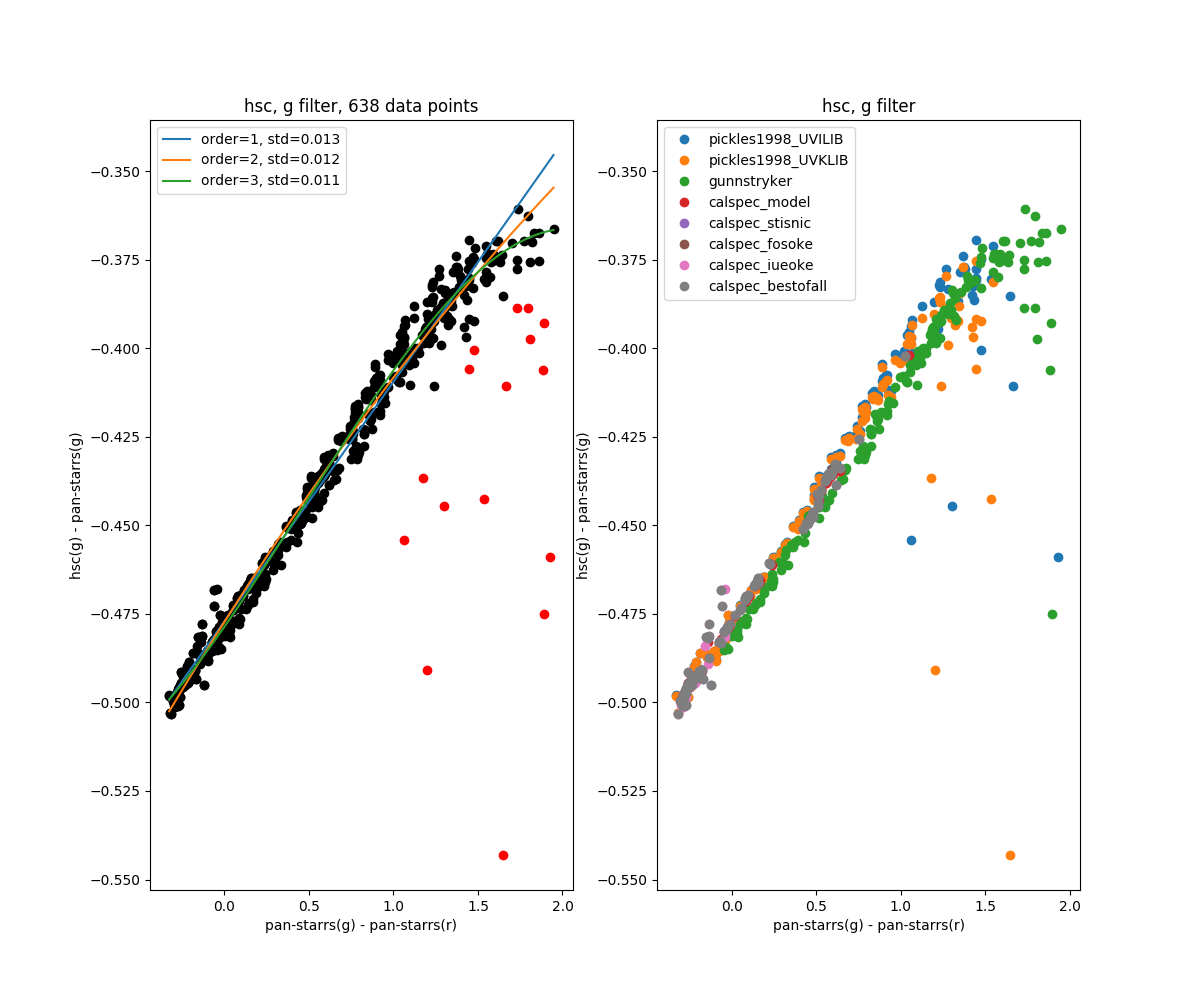 hsc, g filter, 638 data points
order=1, std=0.013
order=2, std=0.012
order=3, std=0.011
−0.350
−0.375
−0.400
−0.425
−0.450
−0.475
−0.500
−0.525
−0.550
hsc(g) - pan-starrs(g)
0.0 0.5 1.0 1.5 2.0
pan-starrs(g) - pan-starrs(r)
hsc, g filter
pickles1998_UVILIB
pickles1998_UVKLIB
gunnstryker
calspec_model
calspec_stisnic
calspec_fosoke
calspec_iueoke
calspec_bestofall
−0.350
−0.375
−0.400
−0.425
−0.450
−0.475
−0.500
−0.525
−0.550
hsc(g) - pan-starrs(g)
0.0 0.5 1.0 1.5 2.0
pan-starrs(g) - pan-starrs(r)